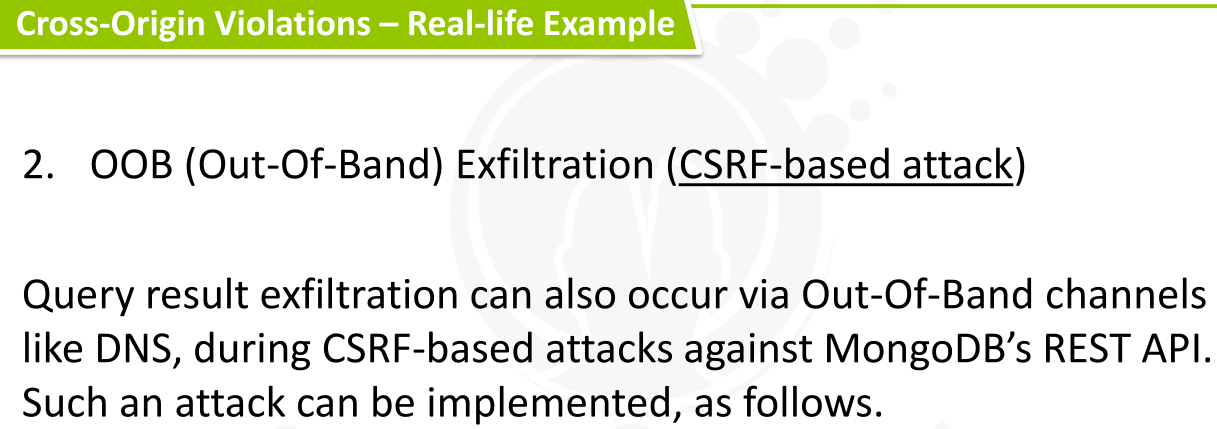 Cross-Origin Violations – Real-life Example
2. OOB (Out-Of-Band) Exfiltration (CSRF-based attack)
Query result exfiltration can also occur via Out-Of-Band channels
like DNS, during CSRF-based attacks against MongoDB’s REST API.
Such an attack can be implemented, as follows.